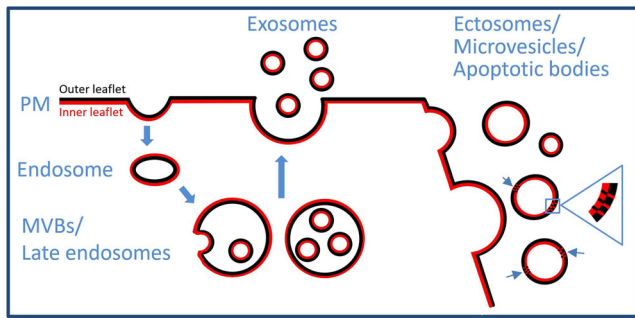 Exosomes
Ectosomes/
Microvesicles/
Apoptotic bodies
Outer leaflet
PM
Inner leaflet
Endosome
MVBs/
Late endosomes